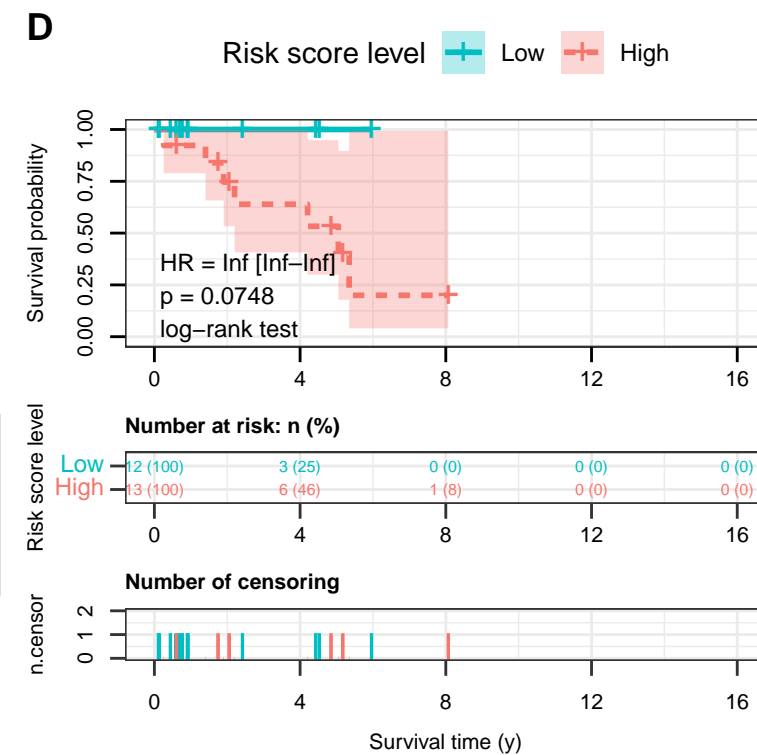 D
Risk score level Low High
Survival probability
1.00
0.75
0.50
0.25
0.00
HR = Inf [Inf−Inf]
p = 0.0748
log−rank test
0 4 8 12 16
Number at risk: n (%)
Risk score level
Low 12 (100) 3 (25) 0 (0) 0 (0) 0 (0)
High 13 (100) 6 (46) 1 (8) 0 (0) 0 (0)
0 4 8 12 16
Number of censoring
n.censor
2
1
0
0 4 8 12 16
Survival time (y)